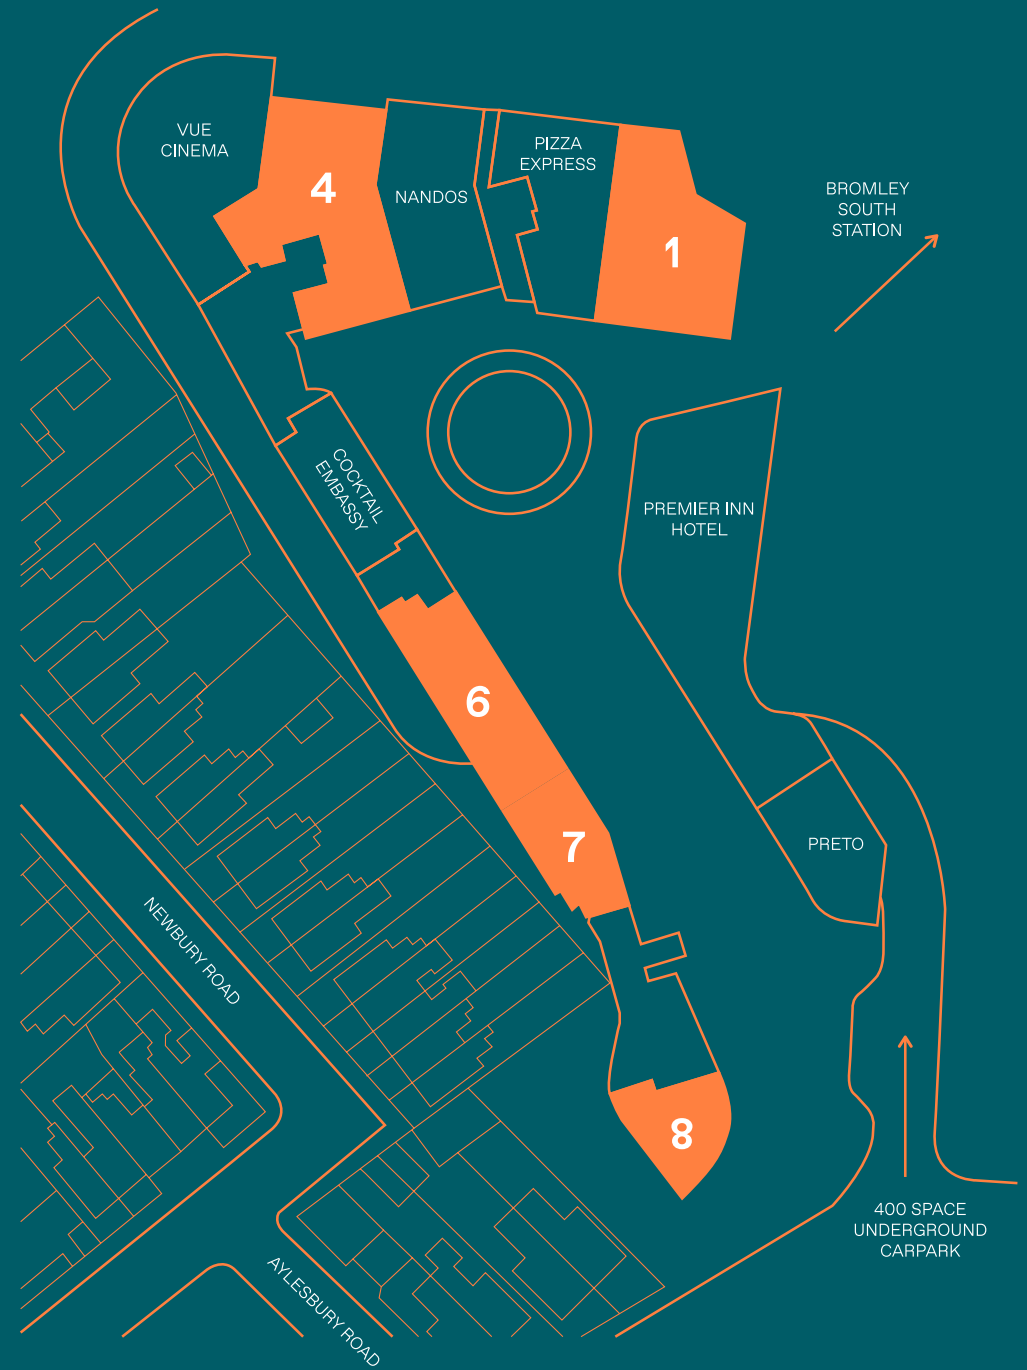 VUE
CINEMA
4
NANDOS
PIZZA
EXPRESS
1
BROMLEY
SOUTH
STATION
COCKTAIL
EMBASSY
PREMIER INN
HOTEL
6
7
PRETO
NEWBURY ROAD
8
400 SPACE
UNDERGROUND
CARPARK
AYLESBURY ROAD